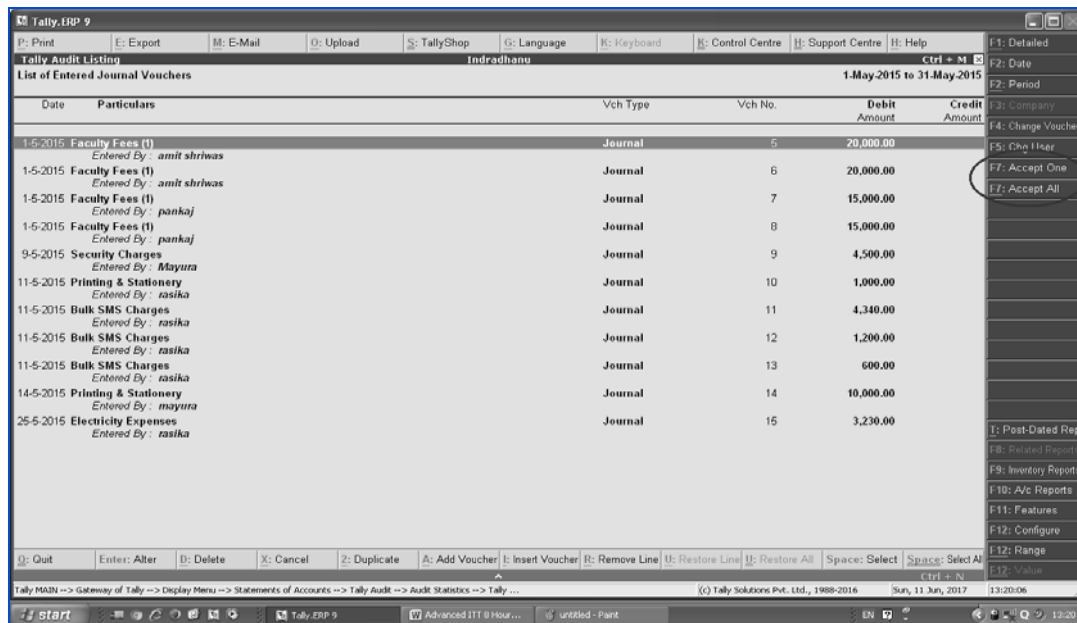 Tally.ERP 9
P: Print E: Export M: E-Mail O: Upload S: TallyShop G: Language K: Keyboard K: Control Centre H: Support Centre H: Help
Tally Audit Listing Indradhanu Ctrl + M
List of Entered Journal Vouchers 1-May-2015 to 31-May-2015
Date Particulars Vch Type Vch No. Debit Credit
Amount Amount
1-5-2015 Faculty Fees (1) Journal 5 20,000.00
Entered By : amit shriwas
1-5-2015 Faculty Fees (1) Journal 6 20,000.00
Entered By : amit shriwas
1-5-2015 Faculty Fees (1) Journal 7 15,000.00
Entered By : pankaj
1-5-2015 Faculty Fees (1) Journal 8 15,000.00
Entered By : pankaj
9-5-2015 Security Charges Journal 9 4,500.00
Entered By : Mayura
11-5-2015 Printing & Stationery Journal 10 1,000.00
Entered By : rasika
11-5-2015 Bulk SMS Charges Journal 11 4,340.00
Entered By : rasika
11-5-2015 Bulk SMS Charges Journal 12 1,200.00
Entered By : rasika
11-5-2015 Bulk SMS Charges Journal 13 600.00
Entered By : rasika
14-5-2015 Printing & Stationery Journal 14 10,000.00
Entered By : mayura
25-5-2015 Electricity Expenses Journal 15 3,230.00
Entered By : rasika
F1: Detailed
F2: Date
F2: Period
F3: Company
F4: Change Vouche
F5: Chg User
F7: Accept One
F7: Accept All
T: Post-Dated Rep
F8: Related Report
F9: Inventory Report
F10: A/c Reports
F11: Features
F12: Configure
F12: Range
F12: Value
Q: Quit Enter: Alter D: Delete X: Cancel 2: Duplicate A: Add Voucher I: Insert Voucher R: Remove Line U: Restore Line U: Restore All Space: Select Space: Select All
Ctrl + N
Tally MAIN --> Gateway of Tally --> Display Menu --> Statements of Accounts --> Tally Audit --> Audit Statistics --> Tally ... (c) Tally Solutions Pvt. Ltd., 1988-2016 Sun, 11 Jun, 2017 13:20:06
start Tally.ERP 9 Advanced ITT 8 Hour... untitled - Paint EN 13:20